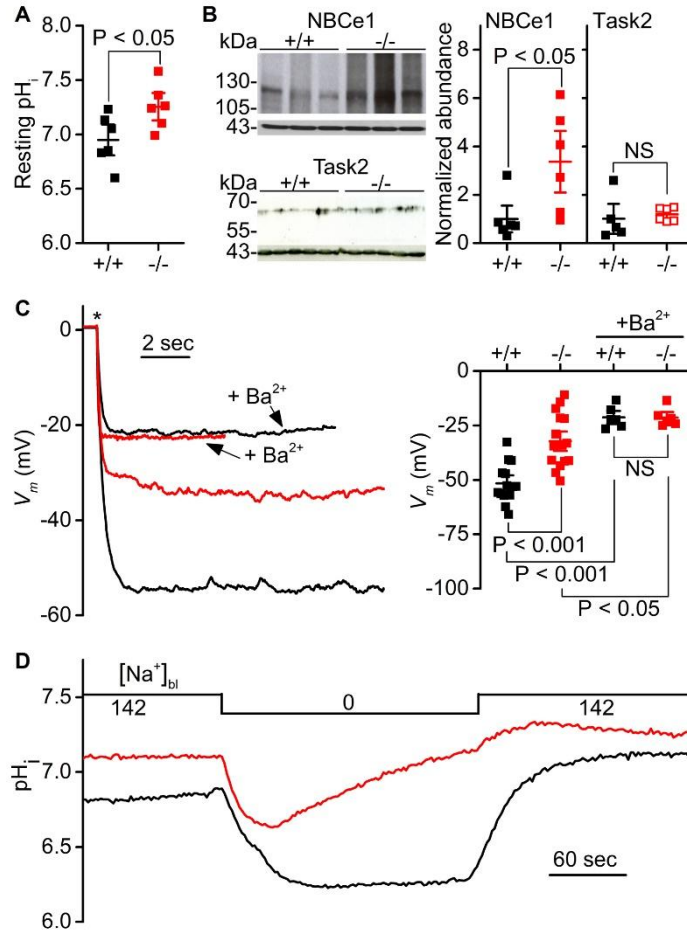 A
Resting pHi
8.0
7.5
7.0
6.5
6.0
P < 0.05
+/+
-/-
B
NBCe1
kDa
+/+
-/-
130-
105-
43-
Task2
kDa
+/+
-/-
70-
55-
43-
Normalized abundance
NBCe1
Task2
8
6
4
2
0
P < 0.05
NS
+/+
-/-
+/+
-/-
C
Vm (mV)
0
-20
-40
-60
*
2 sec
+ Ba2+
+ Ba2+
+Ba2+
+/+
-/-
+/+
-/-
Vm (mV)
0
-25
-50
-75
-100
NS
P < 0.001
P < 0.001
P < 0.05
D
pHi
7.5
7.0
6.5
6.0
[Na+]bl
142
0
142
60 sec